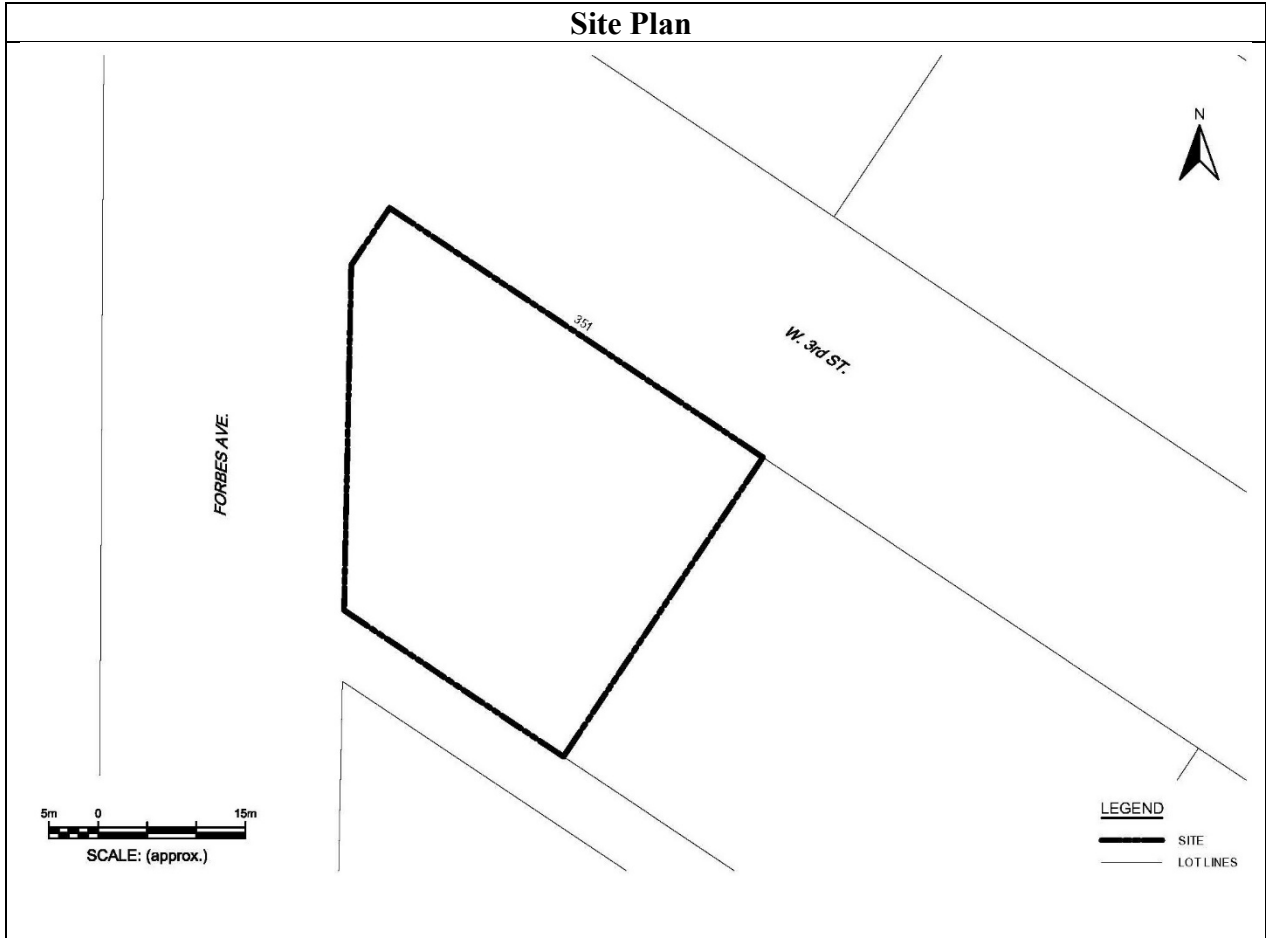 Site Plan
N
351
W. 3rd ST.
FORBES AVE.
5m 0 15m
SCALE: (approx.)
LEGEND
SITE
LOT LINES